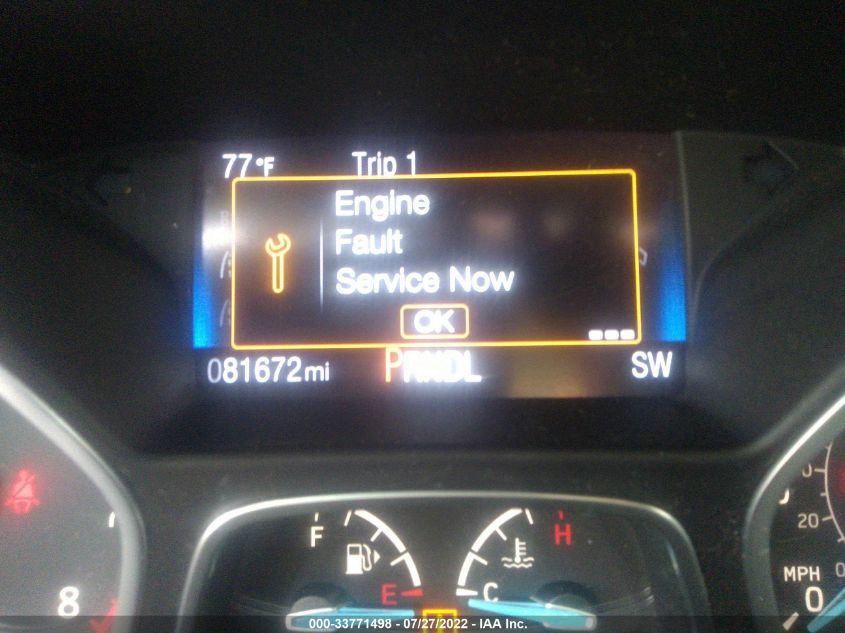 77°F Trip 1
Engine
Fault
Service Now
OK
081672mi PRNDL SW
F H
20
E C
MPH 0
8
000-33771498 - 07/27/2022 - IAA Inc.